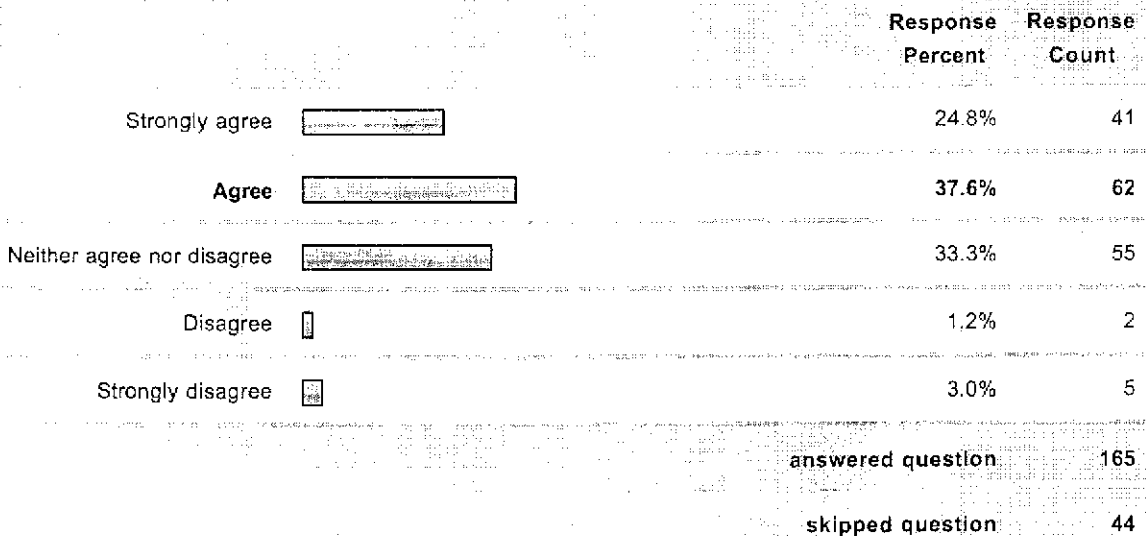 Response Response
Percent Count
Strongly agree 24.8% 41
Agree 37.6% 62
Neither agree nor disagree 33.3% 55
Disagree 1.2% 2
Strongly disagree 3.0% 5
answered question 165
skipped question 44